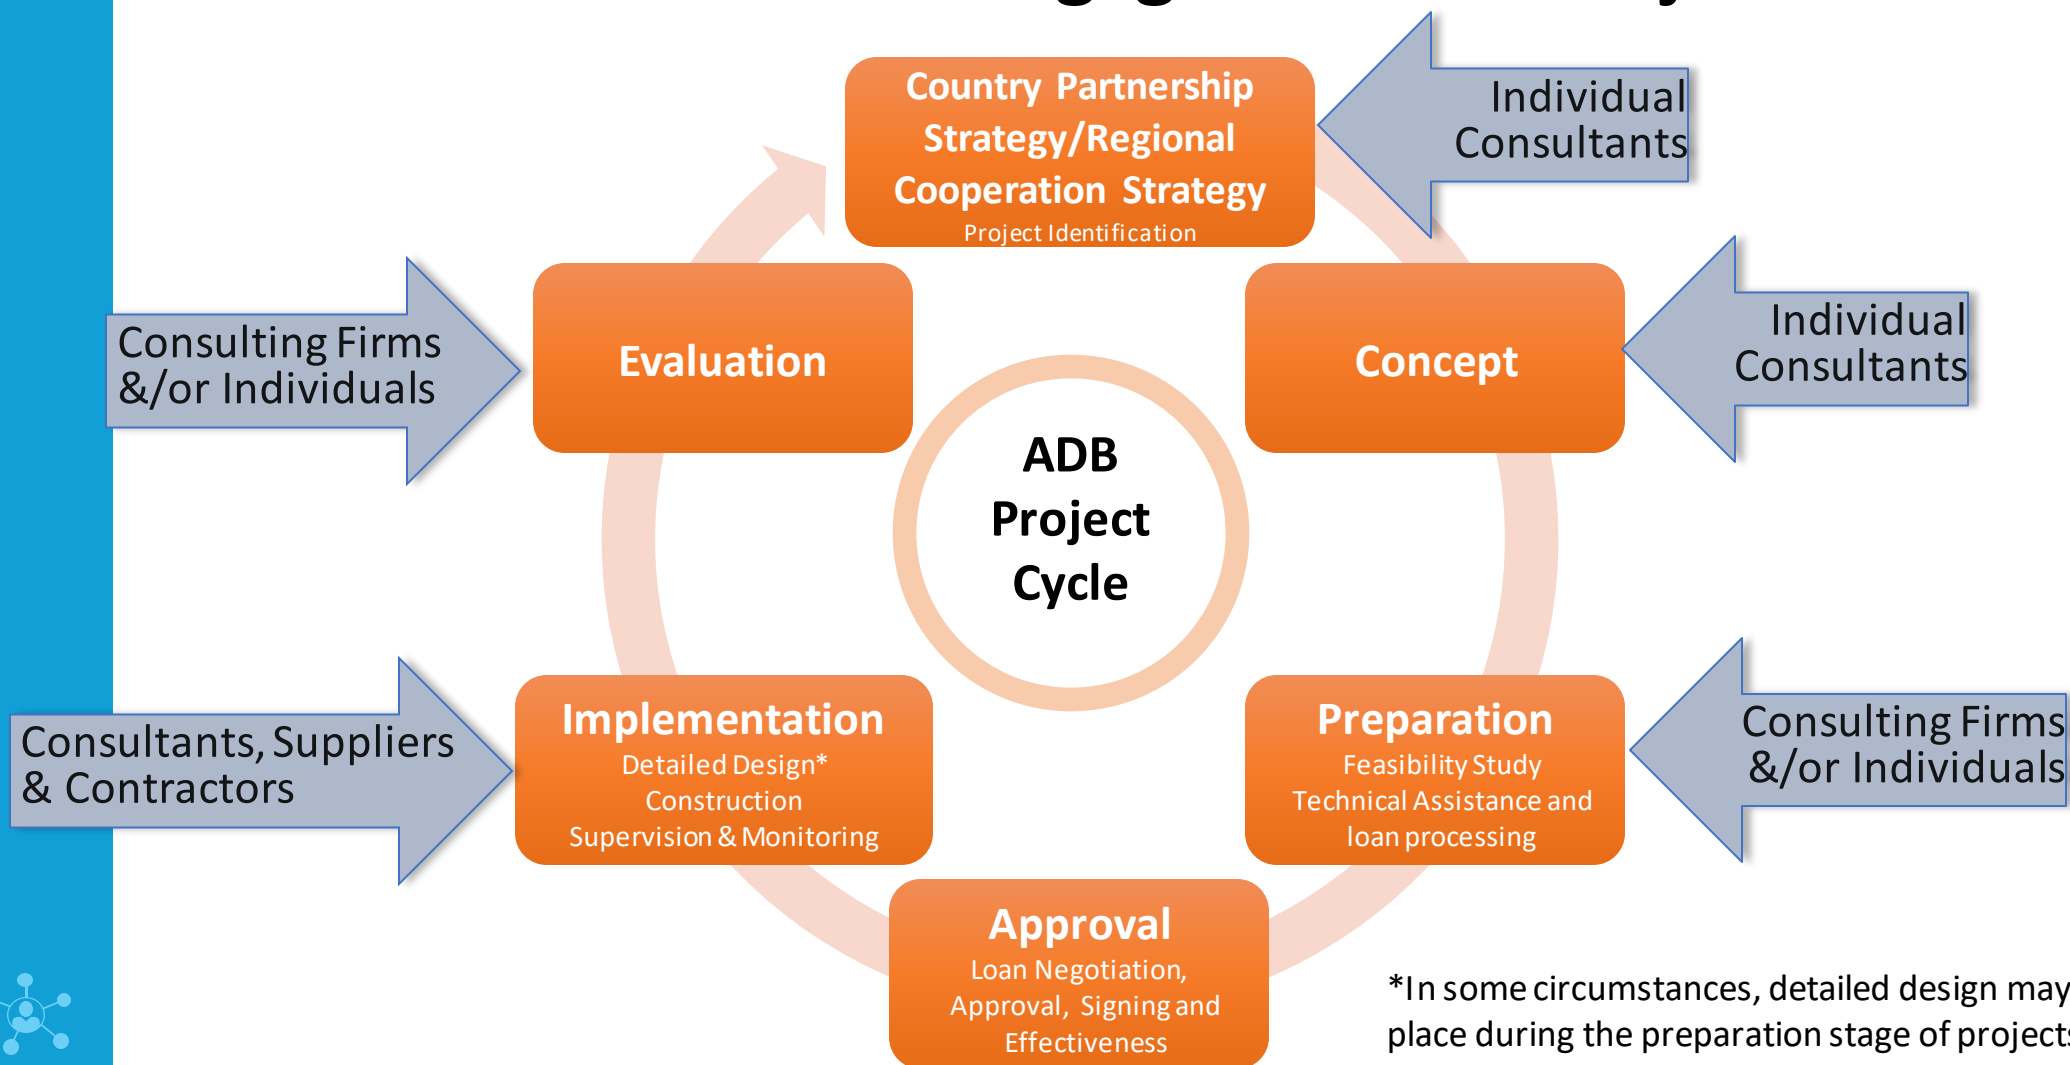 Country Partnership
Strategy/Regional
Cooperation Strategy
Project Identification
Individual
Consultants
Concept
Individual
Consultants
Preparation
Feasibility Study
Technical Assistance and
loan processing
Consulting Firms
&/or Individuals
Approval
Loan Negotiation,
Approval, Signing and
Effectiveness
Implementation
Detailed Design*
Construction
Supervision & Monitoring
Consultants, Suppliers
& Contractors
Evaluation
Consulting Firms
&/or Individuals
ADB
Project
Cycle
*In some circumstances, detailed design may
place during the preparation stage of projects